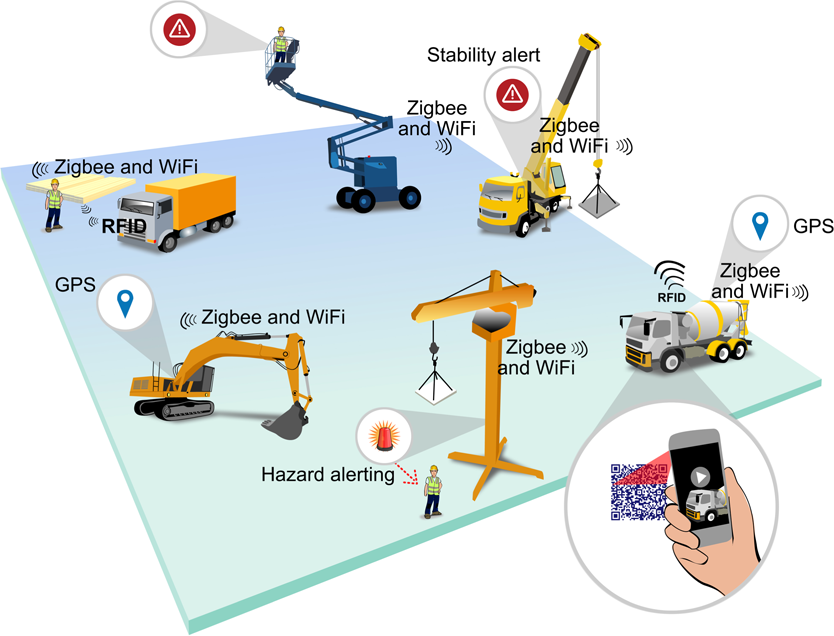 Stability alert
Zigbee
and WiFi
Zigbee
and WiFi
Zigbee and WiFi
RFID
GPS
GPS
Zigbee
and WiFi
RFID
Zigbee and WiFi
Zigbee
and WiFi
Hazard alerting